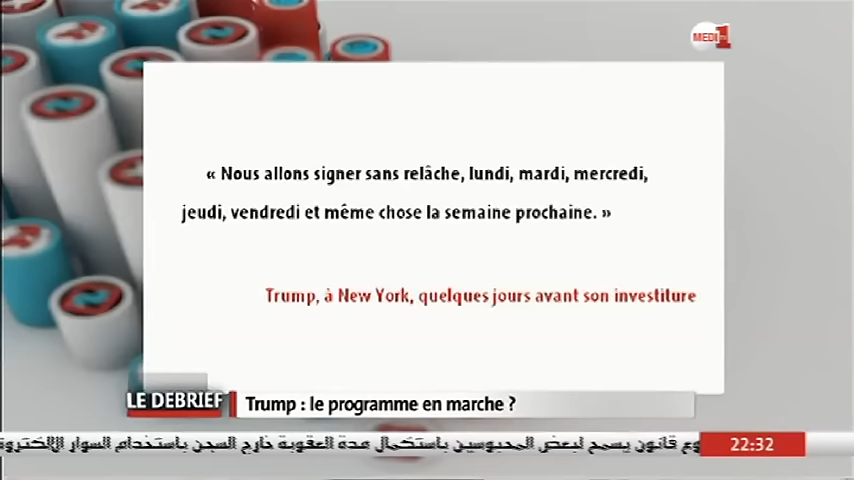 MEDI1
TV
« Nous allons signer sans relâche, lundi, mardi, mercredi,
jeudi, vendredi et même chose la semaine prochaine. »
Trump, à New York, quelques jours avant son investiture
LE DEBRIEF
Trump : le programme en marche ?
قانون يسمح لبعض المحبوسين باستكمال مدة العقوبة خارج السجن باستخدام السوار
22:32